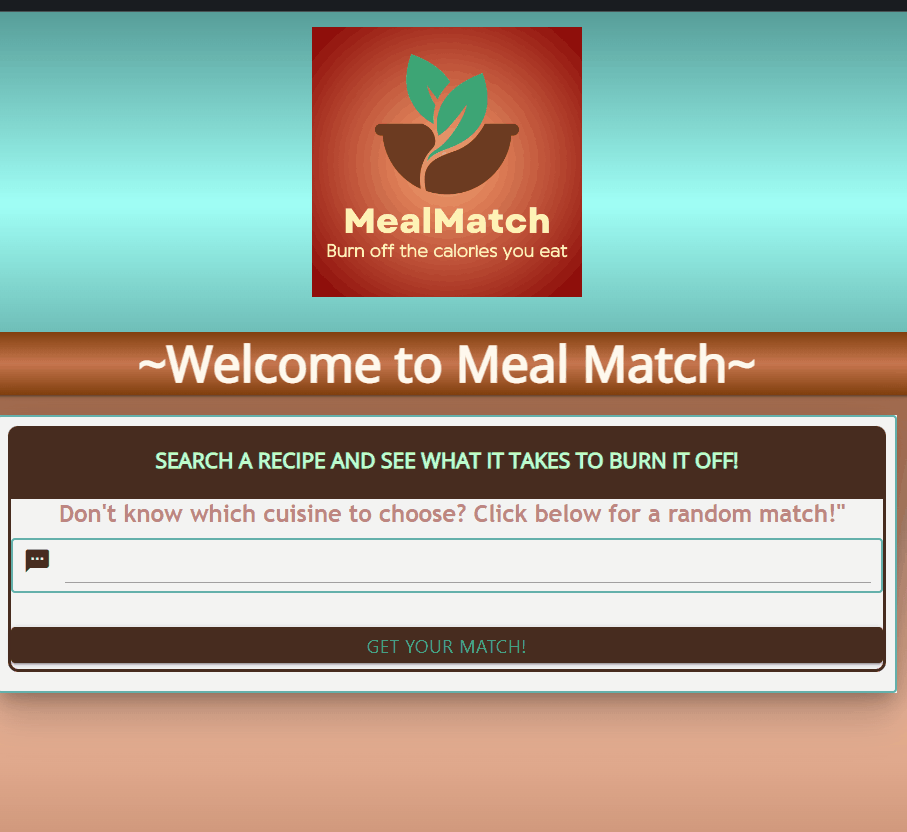 MealMatch
Burn off the calories you eat
~Welcome to Meal Match~
SEARCH A RECIPE AND SEE WHAT IT TAKES TO BURN IT OFF!
Don't know which cuisine to choose? Click below for a random match!"
GET YOUR MATCH!